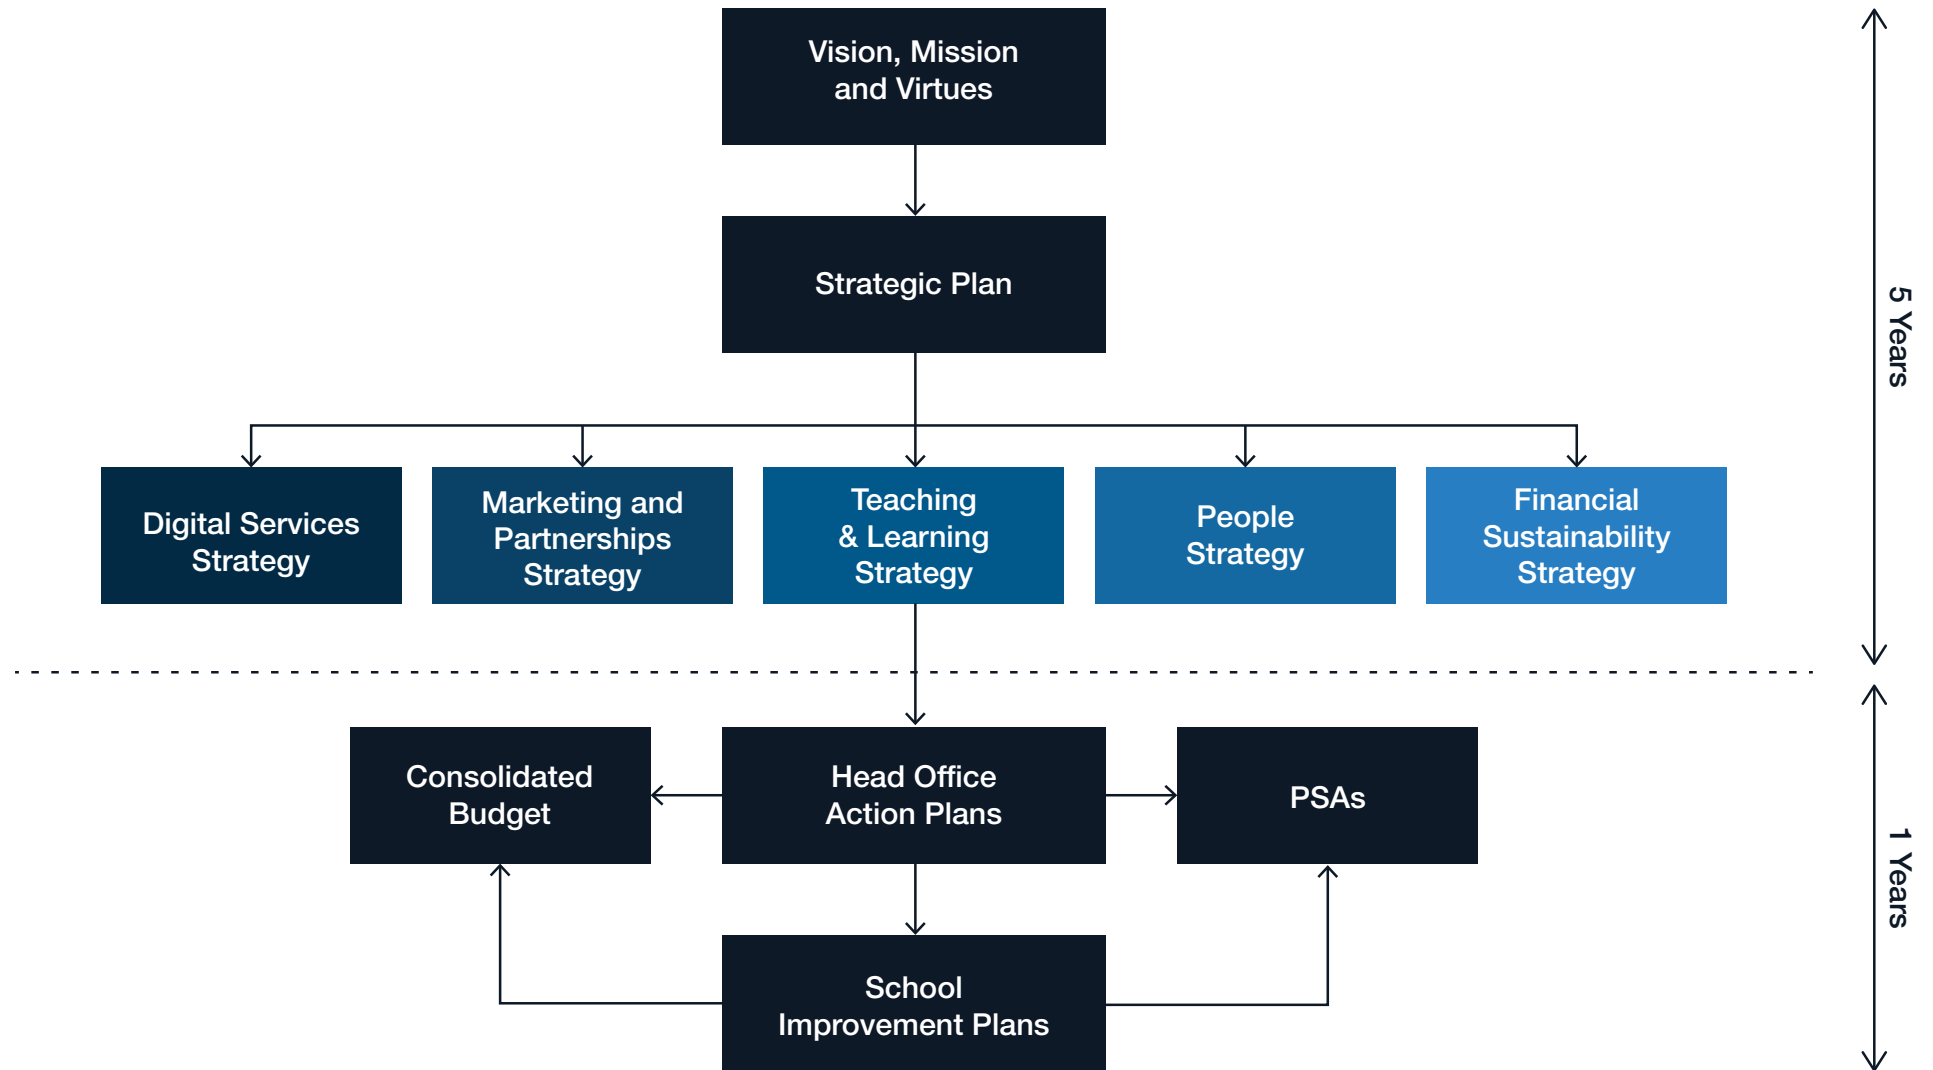 Vision, Mission
and Virtues
Strategic Plan
5 Years
Digital Services
Strategy
Marketing and
Partnerships
Strategy
Teaching
& Learning
Strategy
People
Strategy
Financial
Sustainability
Strategy
Consolidated
Budget
Head Office
Action Plans
PSAs
1 Years
School
Improvement Plans